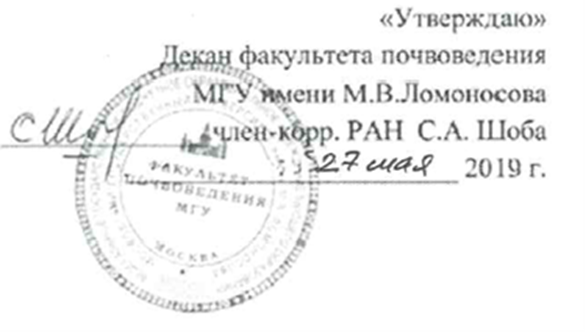 «Утверждаю»
Декан факультета почвоведения
МГУ имени М.В.Ломоносова
член-корр. РАН С.А. Шоба
27 мая 2019 г.
ФАКУЛЬТЕТ
ПОЧВОВЕДЕНИЯ
МГУ
МОСКВА